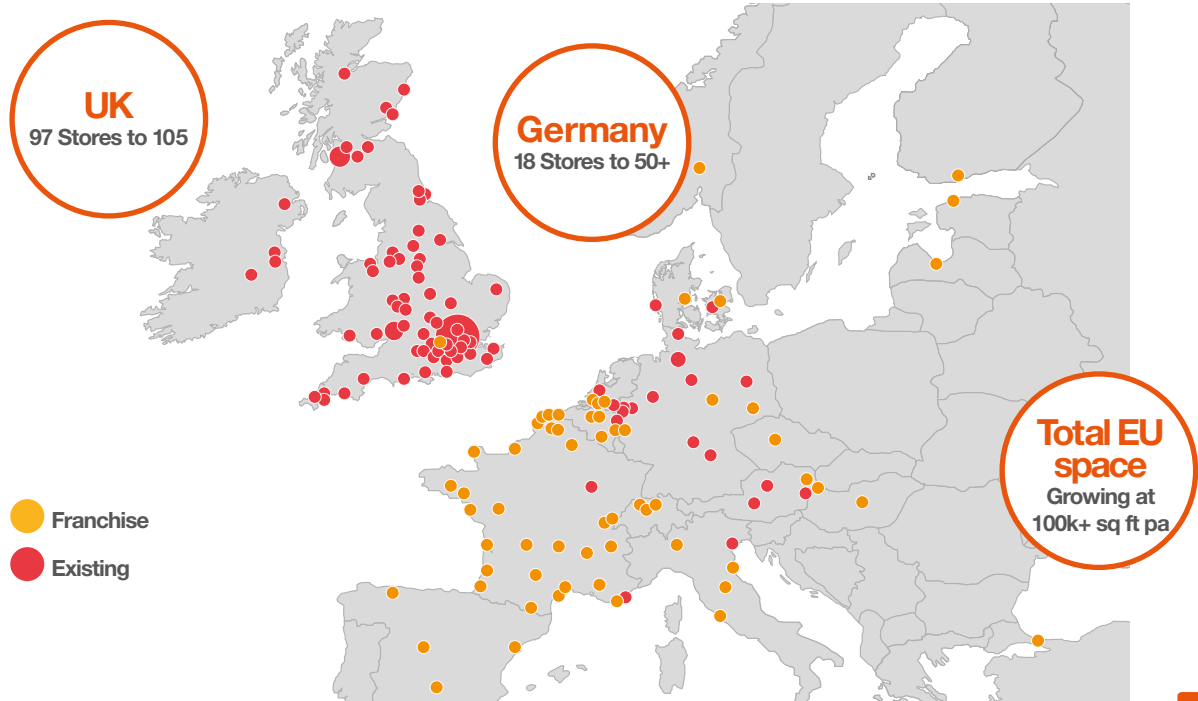 UK
97 Stores to 105
Germany
18 Stores to 50+
Total EU
space
Growing at
100k+ sq ft pa
Franchise
Existing